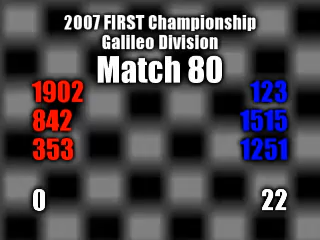 2007 FIRST Championship
Galileo Division
Match 80
1902 123
842 1515
353 1251
0 22